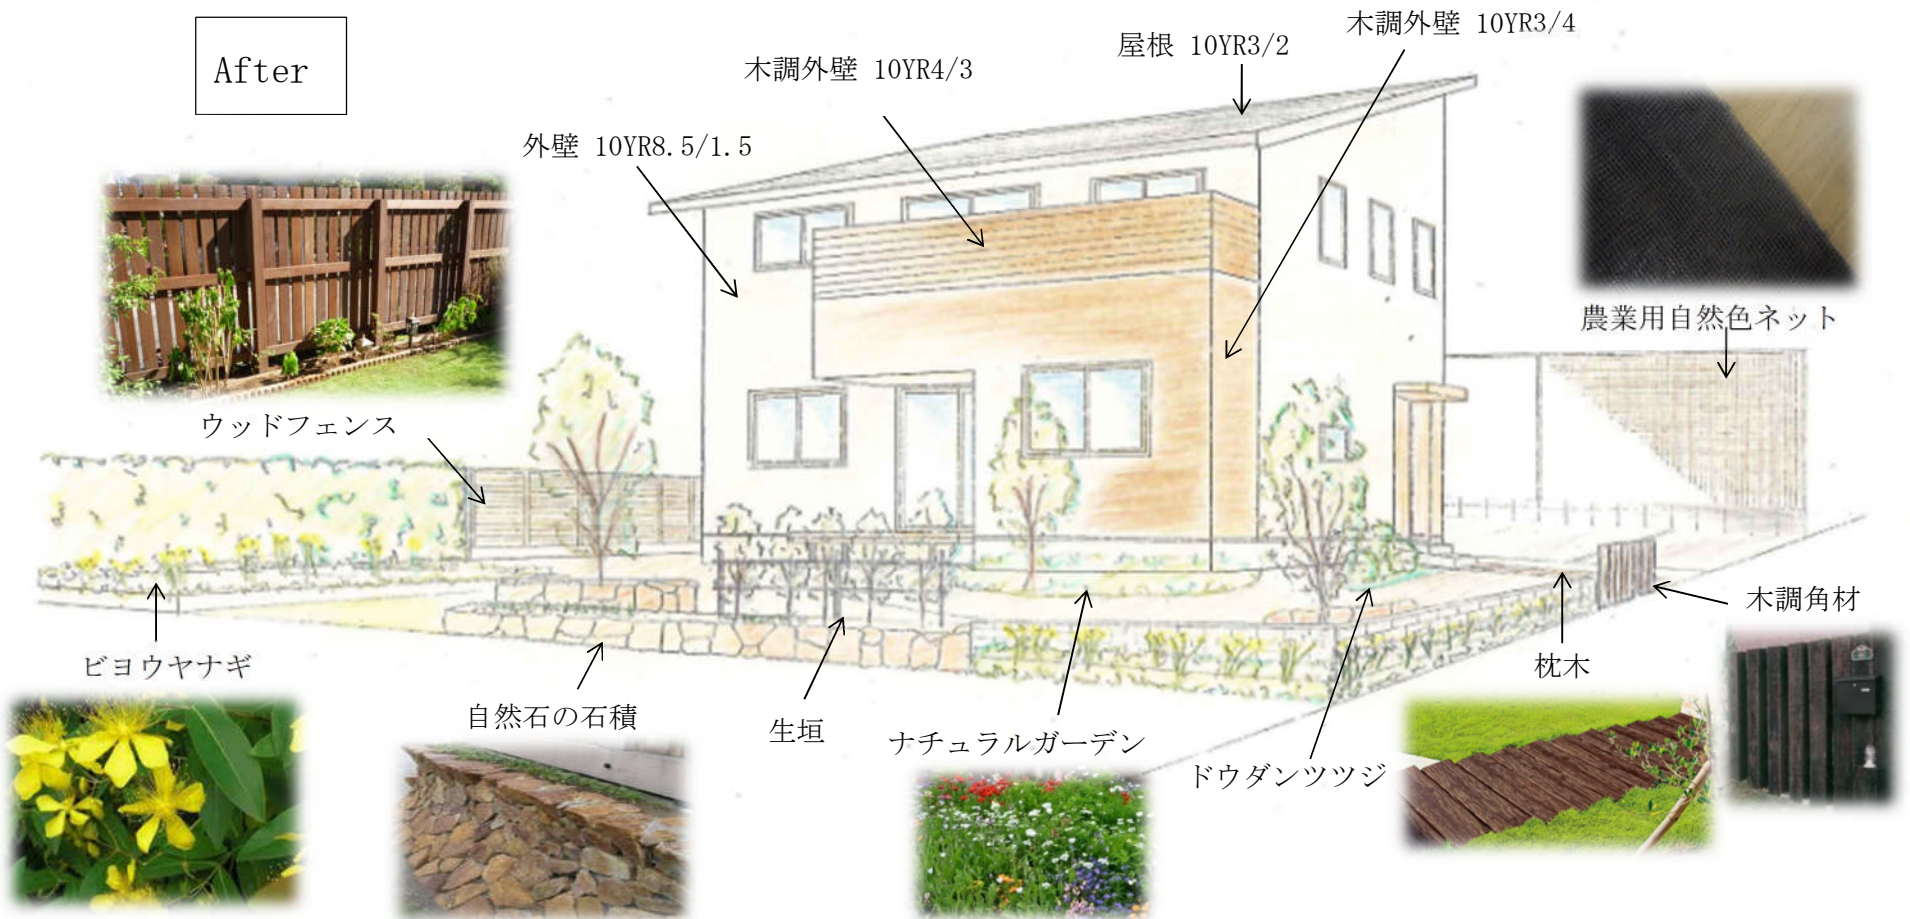 After
木調外壁 10YR3/4
屋根 10YR3/2
木調外壁 10YR4/3
外壁 10YR8.5/1.5
農業用自然色ネット
ウッドフェンス
木調角材
ビヨウヤナギ
枕木
自然石の石積
生垣
ナチュラルガーデン
ドウダンツツジ